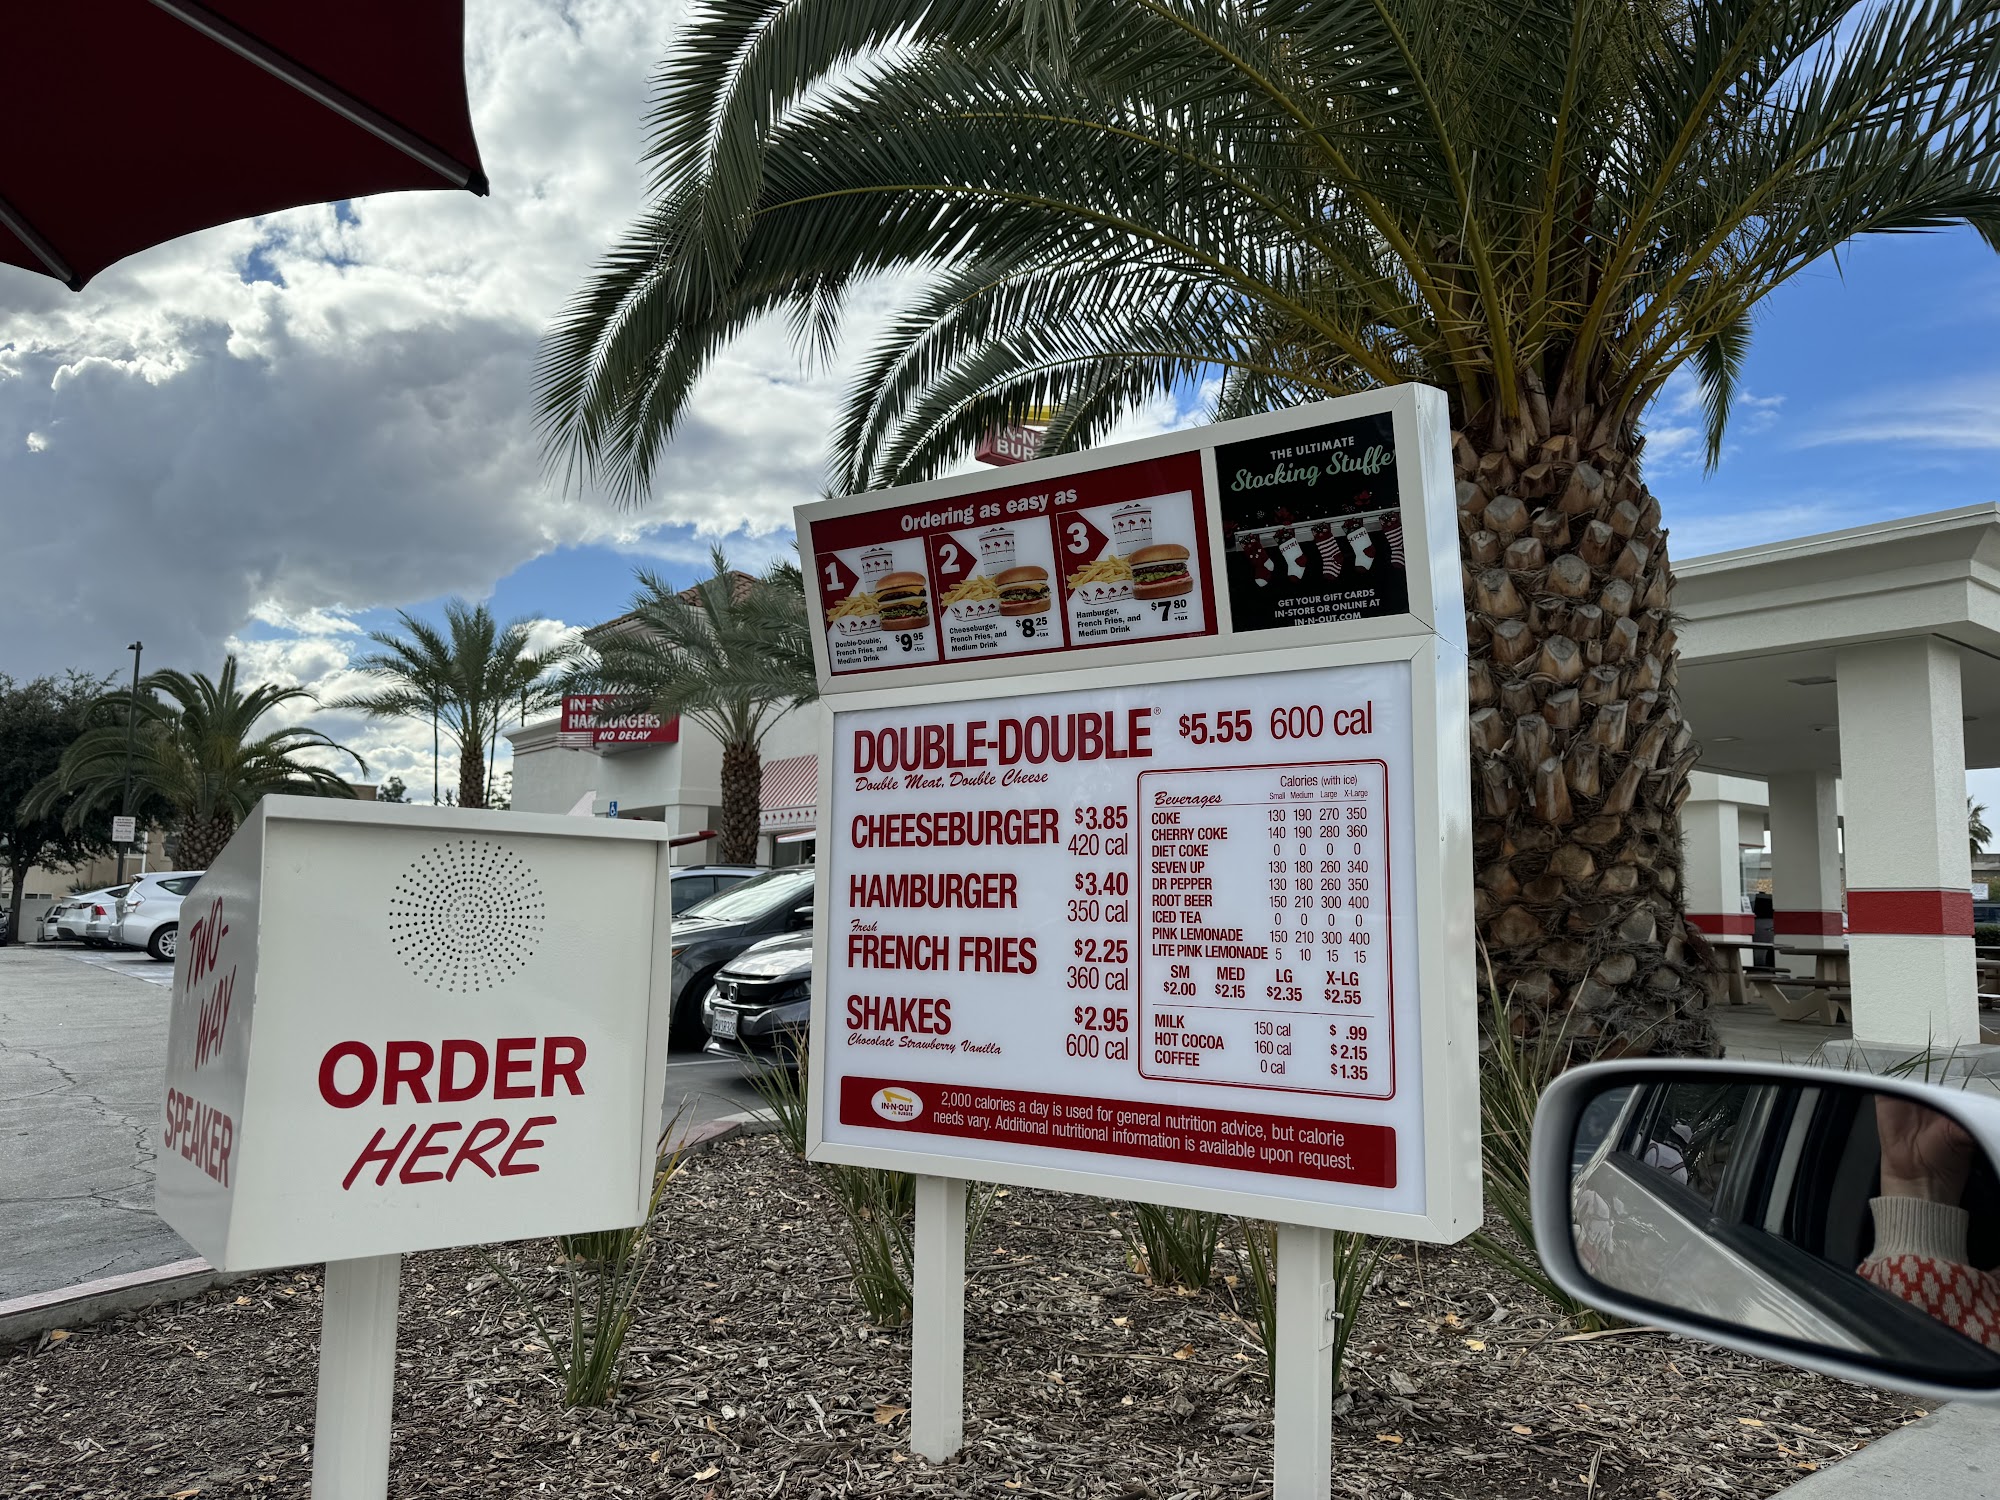 IN-N-
BUR
THE ULTIMATE
Stocking Stuffe
GET YOUR GIFT CARDS
IN-STORE OR ONLINE AT
IN-N-OUT.COM
Ordering as easy as
1
Double-Double,
French Fries, and
Medium Drink
$9.95
+tax
2
Cheeseburger,
French Fries, and
Medium Drink
$8.25
+tax
3
Hamburger,
French Fries, and
Medium Drink
$7.80
+tax
IN-N
HAMBURGERS
NO DELAY
DOUBLE-DOUBLE® $5.55 600 cal
Double Meat, Double Cheese
CHEESEBURGER $3.85
420 cal
HAMBURGER $3.40
350 cal
Fresh
FRENCH FRIES $2.25
360 cal
SHAKES $2.95
Chocolate Strawberry Vanilla 600 cal
Calories (with ice)
Beverages Small Medium Large X-Large
COKE 130 190 270 350
CHERRY COKE 140 190 280 360
DIET COKE 0 0 0 0
SEVEN UP 130 180 260 340
DR PEPPER 130 180 260 350
ROOT BEER 150 210 300 400
ICED TEA 0 0 0 0
PINK LEMONADE 150 210 300 400
LITE PINK LEMONADE 5 10 15 15
SM MED LG X-LG
$2.00 $2.15 $2.35 $2.55
MILK 150 cal $ .99
HOT COCOA 160 cal $2.15
COFFEE 0 cal $1.35
IN-N-OUT
BURGER
2,000 calories a day is used for general nutrition advice, but calorie
needs vary. Additional nutritional information is available upon request.
TWO-
WAY
SPEAKER
ORDER
HERE